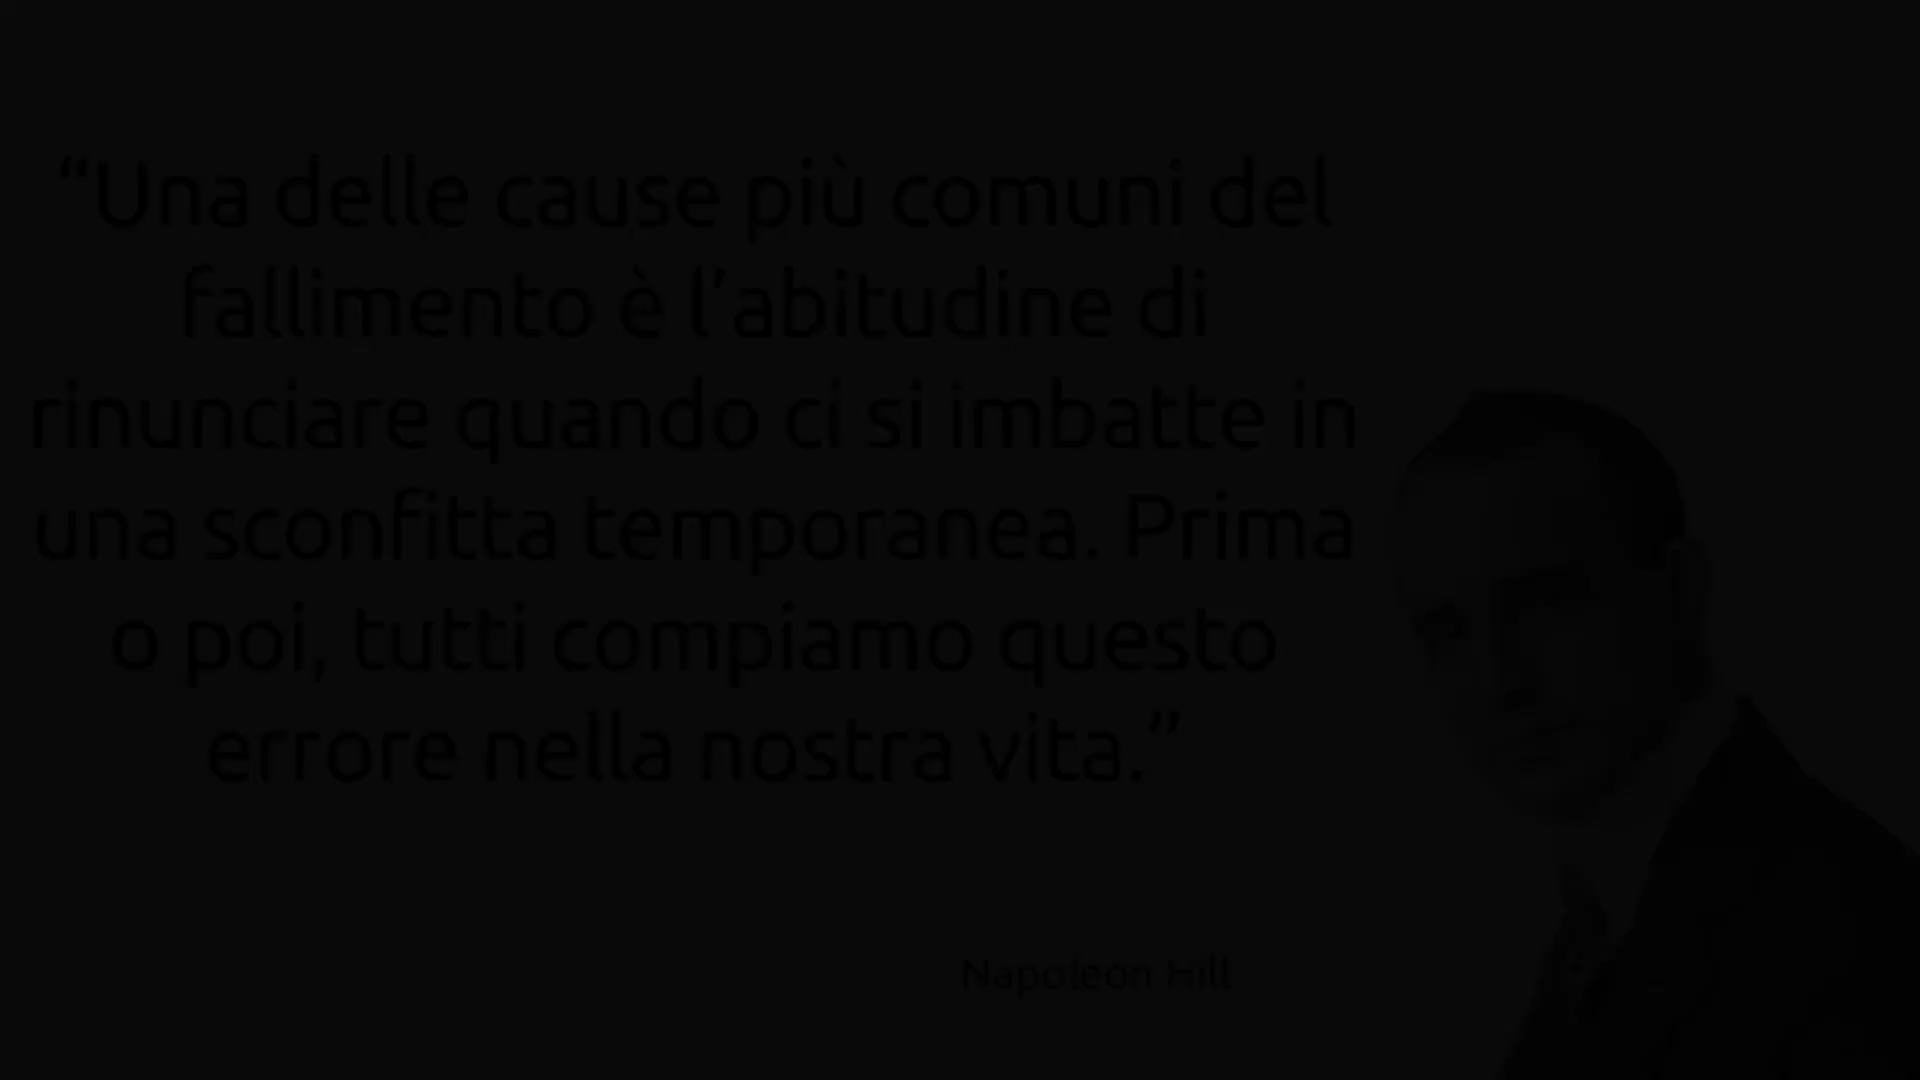 “Una delle cause più comuni del
fallimento è l’abitudine di
rinunciare quando ci si imbatte in
una sconfitta temporanea. Prima
o poi, tutti compiamo questo
errore nella nostra vita.”
Napoleon Hill